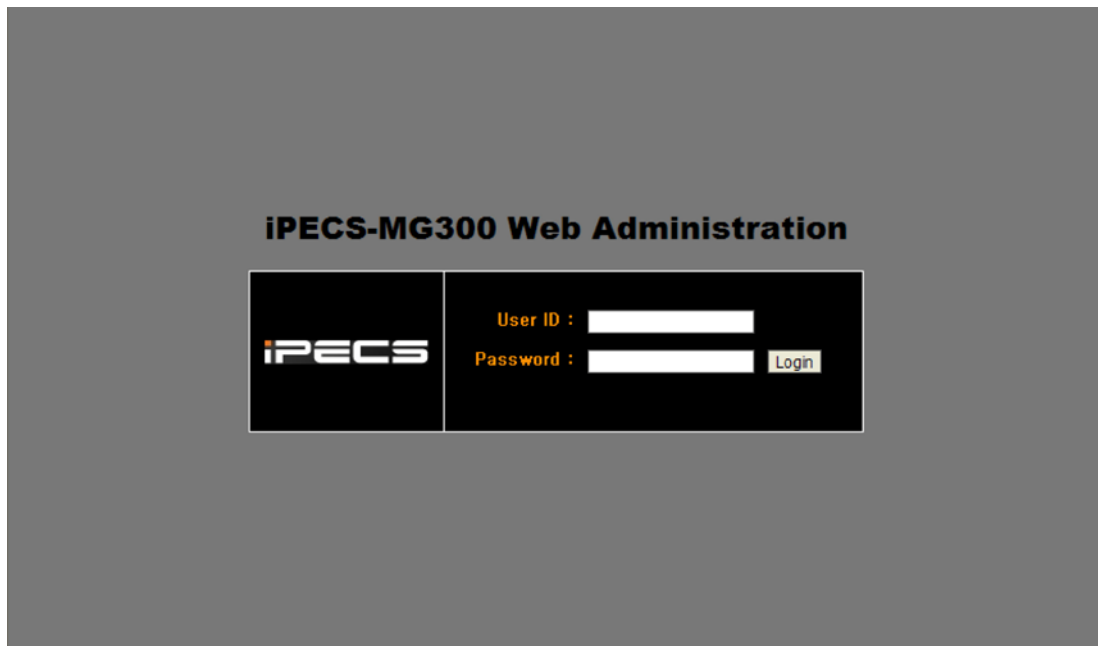 iPECS-MG300 Web Administration
iPECS
User ID :
Password :
Login